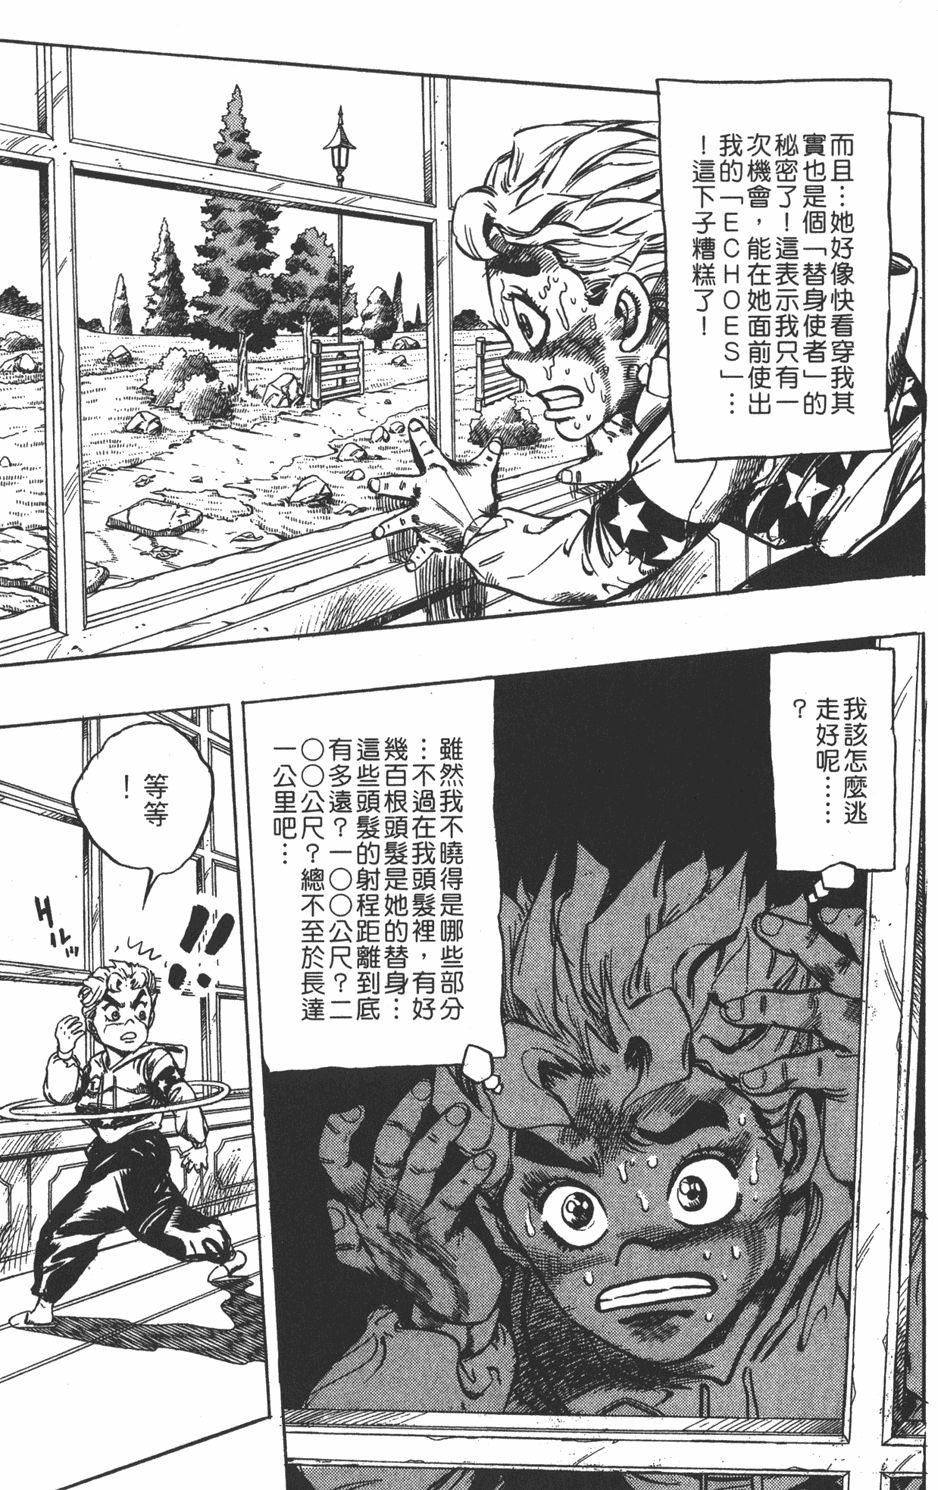 而且…她好像快看穿我其
實也是個「替身使者」的
秘密了！這表示我只有一
次機會，能在她面前使出
我的「ECHOES」…
！這下子糟糕了！
我該怎麼逃
走好呢……
？
雖然我不曉得是哪些部分
…不過在我頭髮裡，有好
幾百根頭髮是她的替身…
這些頭髮的射程距離到底
有多遠？一〇〇公尺？二
〇〇公尺？總不至於長達
一公里吧…
等等
！
!!